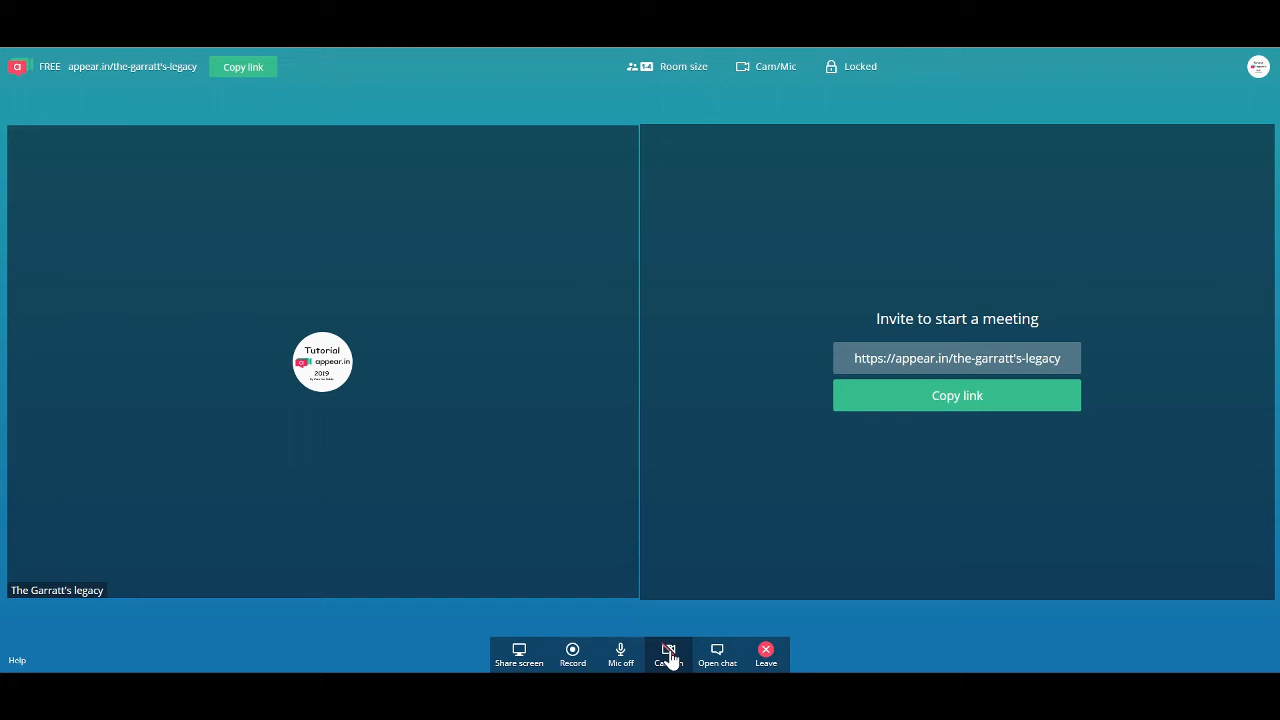 FREE appear.in/the-garratt's-legacy Copy link
1-4 Room size Cam/Mic Locked
Tutorial
a appear.in
2019
Invite to start a meeting
https://appear.in/the-garratt's-legacy
Copy link
The Garratt's legacy
Help
Share screen Record Mic off Open chat Leave